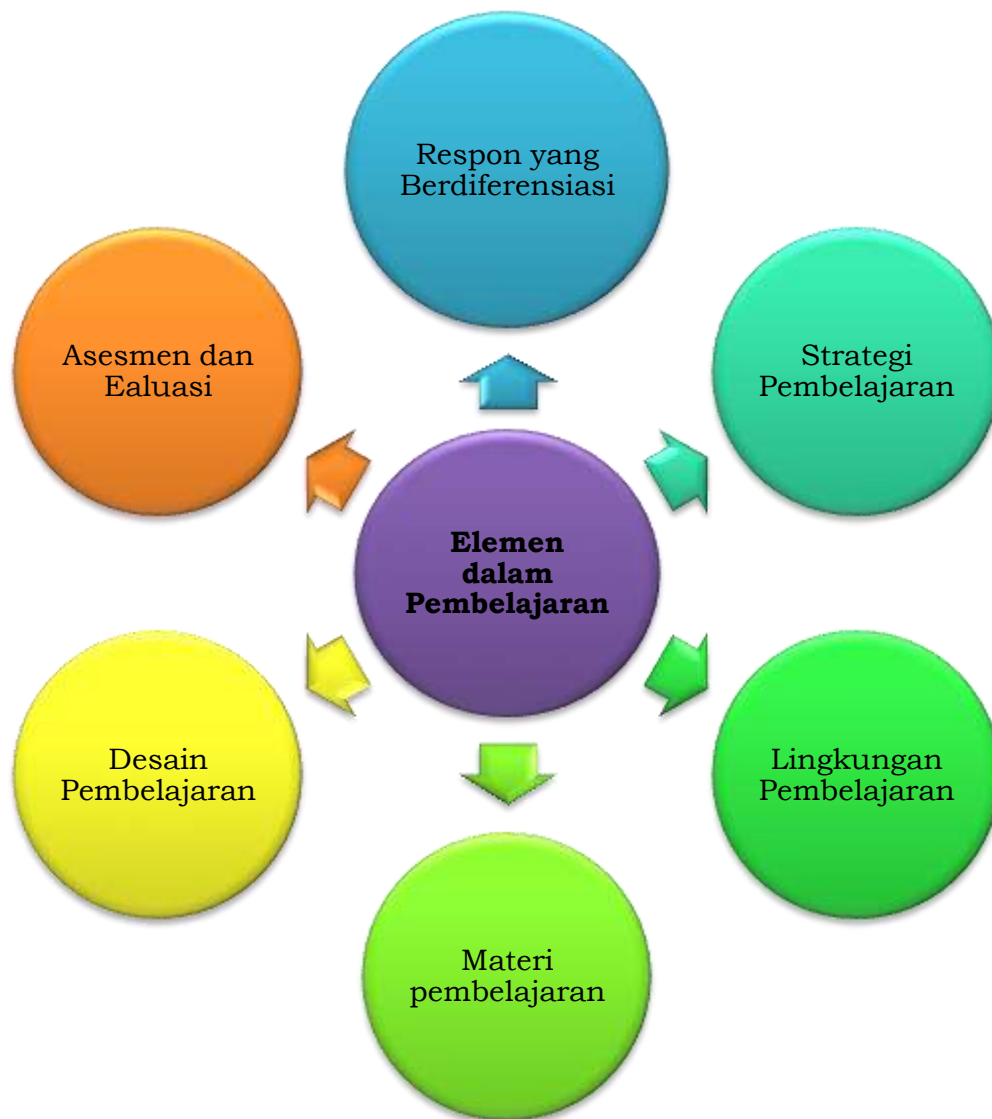 Respon yang
Berdiferensiasi
Strategi
Pembelajaran
Lingkungan
Pembelajaran
Materi
pembelajaran
Desain
Pembelajaran
Asesmen dan
Ealuasi
Elemen
dalam
Pembelajaran